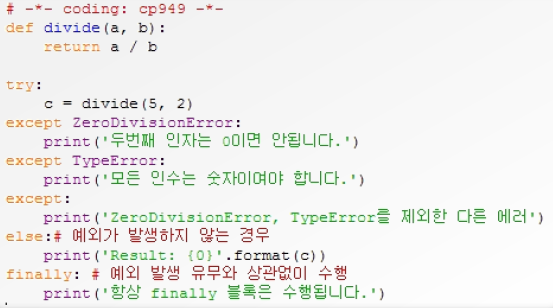 # -*- coding: cp949 -*-
def divide(a, b):
    return a / b
try:
    c = divide(5, 2)
except ZeroDivisionError:
    print('두번째 인자는 0이면 안됩니다.')
except TypeError:
    print('모든 인수는 숫자이여야 합니다.')
except:
    print('ZeroDivisionError, TypeError를 제외한 다른 에러')
else:# 예외가 발생하지 않는 경우
    print('Result: {0}'.format(c))
finally: # 예외 발생 유무와 상관없이 수행
    print('항상 finally 블록은 수행됩니다.')